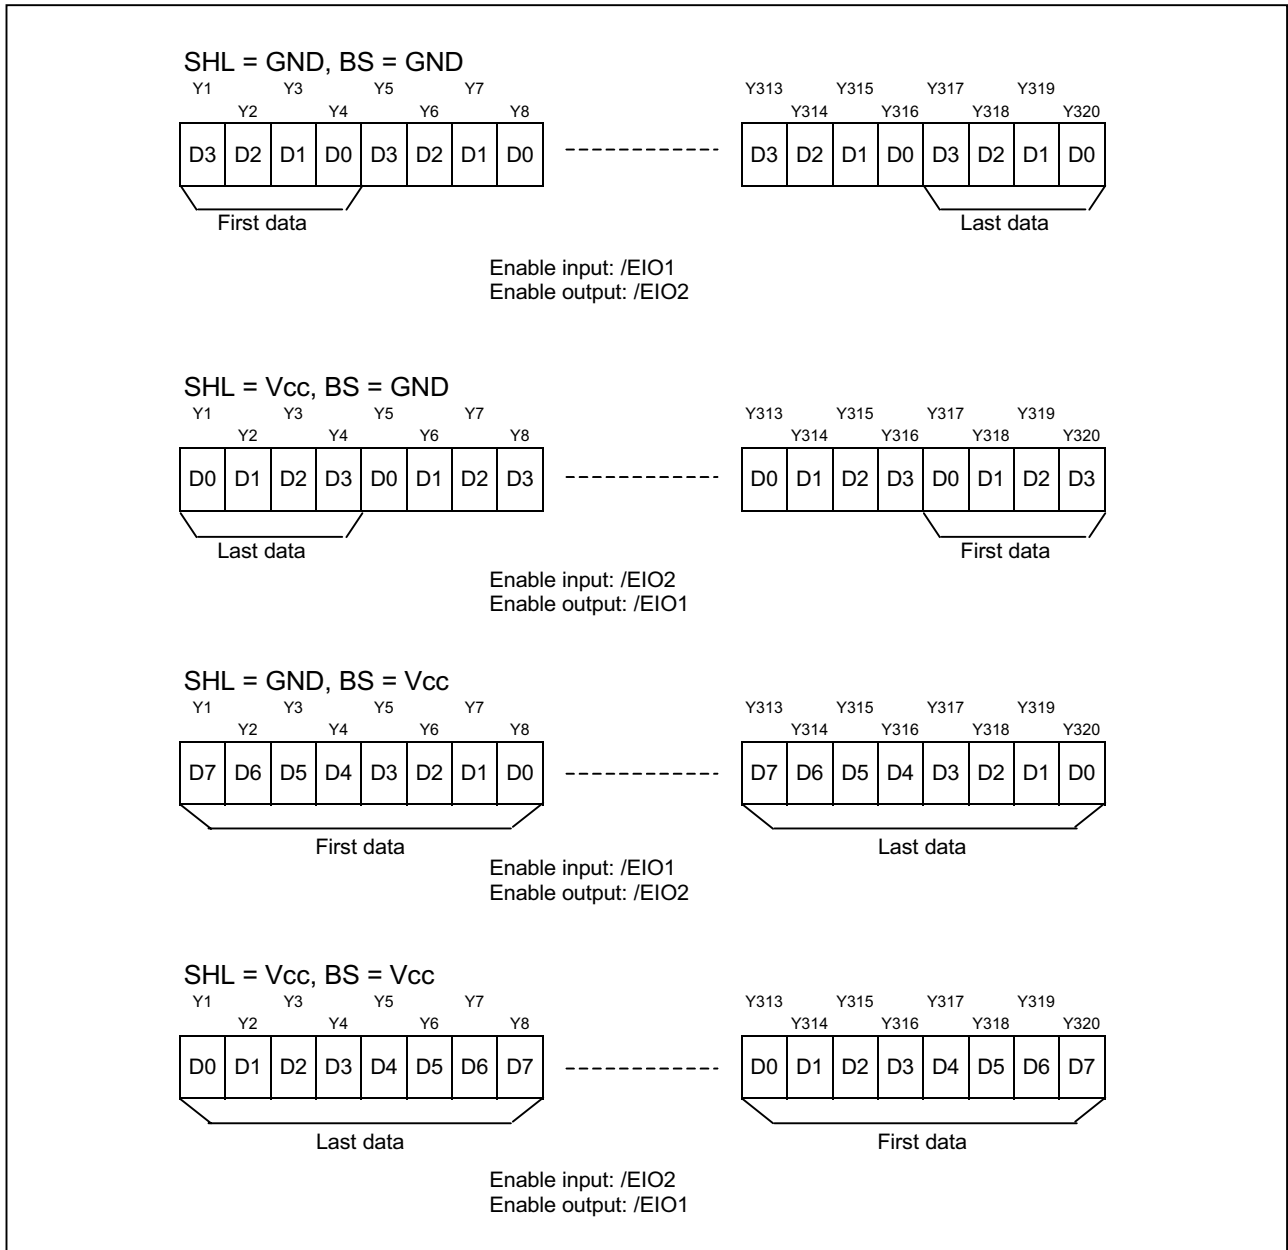 SHL = GND, BS = GND
Y1 Y3 Y5 Y7 Y313 Y315 Y317 Y319
Y2 Y4 Y6 Y8 Y314 Y316 Y318 Y320
D3 D2 D1 D0 D3 D2 D1 D0 D3 D2 D1 D0 D3 D2 D1 D0
First data Last data
Enable input: /EIO1
Enable output: /EIO2
SHL = Vcc, BS = GND
Y1 Y3 Y5 Y7 Y313 Y315 Y317 Y319
Y2 Y4 Y6 Y8 Y314 Y316 Y318 Y320
D0 D1 D2 D3 D0 D1 D2 D3 D0 D1 D2 D3 D0 D1 D2 D3
Last data First data
Enable input: /EIO2
Enable output: /EIO1
SHL = GND, BS = Vcc
Y1 Y3 Y5 Y7 Y313 Y315 Y317 Y319
Y2 Y4 Y6 Y8 Y314 Y316 Y318 Y320
D7 D6 D5 D4 D3 D2 D1 D0 D7 D6 D5 D4 D3 D2 D1 D0
First data Last data
Enable input: /EIO1
Enable output: /EIO2
SHL = Vcc, BS = Vcc
Y1 Y3 Y5 Y7 Y313 Y315 Y317 Y319
Y2 Y4 Y6 Y8 Y314 Y316 Y318 Y320
D0 D1 D2 D3 D4 D5 D6 D7 D0 D1 D2 D3 D4 D5 D6 D7
Last data First data
Enable input: /EIO2
Enable output: /EIO1